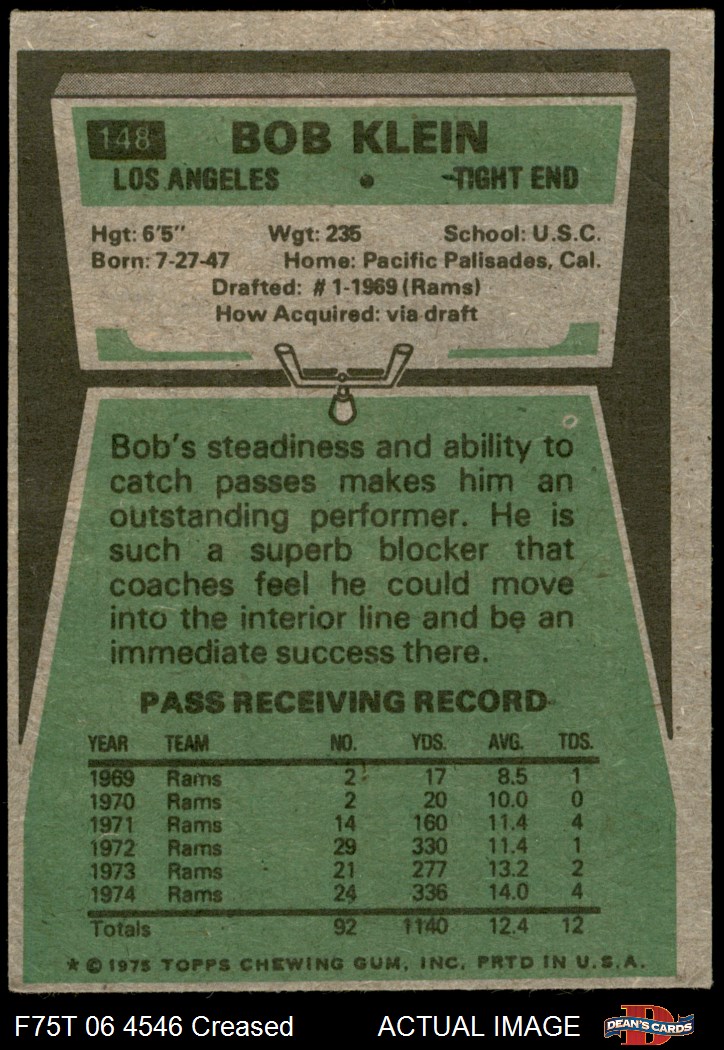 148 BOB KLEIN
LOS ANGELES • TIGHT END
Hgt: 6'5" Wgt: 235 School: U.S.C.
Born: 7-27-47 Home: Pacific Palisades, Cal.
Drafted: #1-1969 (Rams)
How Acquired: via draft
Bob's steadiness and ability to
catch passes makes him an
outstanding performer. He is
such a superb blocker that
coaches feel he could move
into the interior line and be an
immediate success there.
PASS RECEIVING RECORD
YEAR TEAM NO. YDS. AVG. TDS.
1969 Rams 2 17 8.5 1
1970 Rams 2 20 10.0 0
1971 Rams 14 160 11.4 4
1972 Rams 29 330 11.4 1
1973 Rams 21 277 13.2 2
1974 Rams 24 336 14.0 4
Totals 92 1140 12.4 12
* © 1975 TOPPS CHEWING GUM, INC. PRTD IN U.S.A.
F75T 06 4546 Creased ACTUAL IMAGE D DEAN'S CARDS